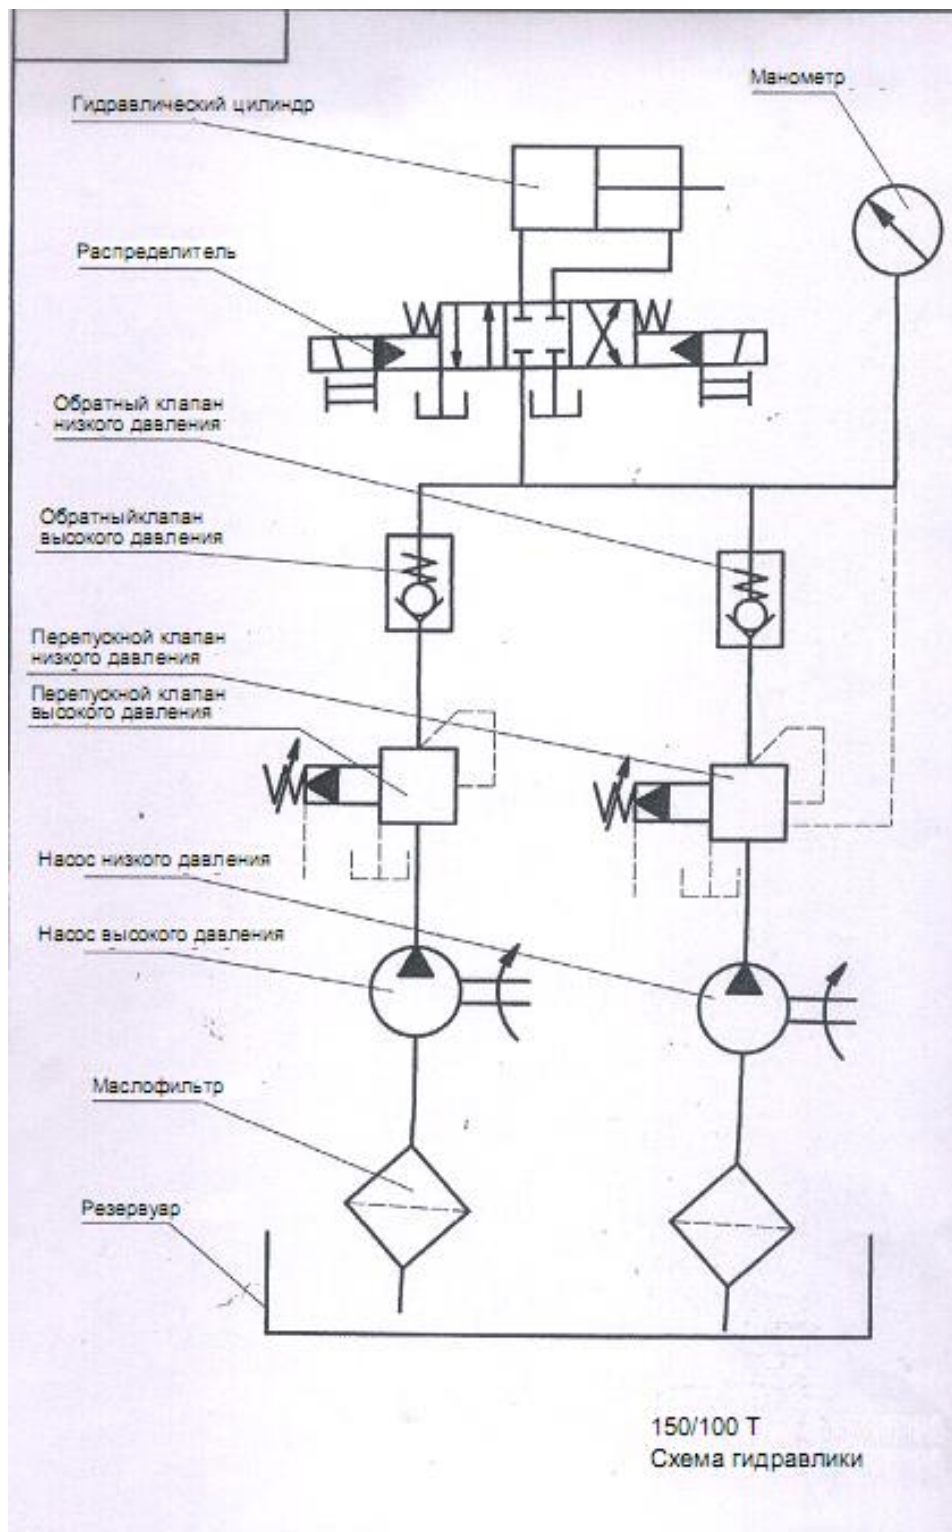 Манометр
Гидравлический цилиндр
Распределитель
Обратный клапан
низкого давления
Обратныйклапан
высокого давления
Перепускной клапан
низкого давления
Перепускной клапан
высокого давления
Насос низкого давления
Насос высокого давления
Маслофильтр
Резервувр
150/100 Т
Схема гидравлики